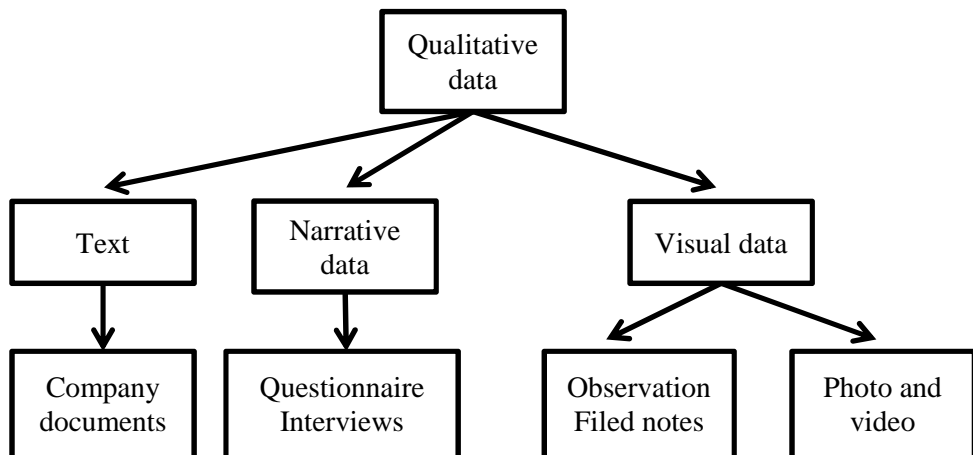 Qualitative
data
Text
Narrative
data
Visual data
Company
documents
Questionnaire
Interviews
Observation
Filed notes
Photo and
video